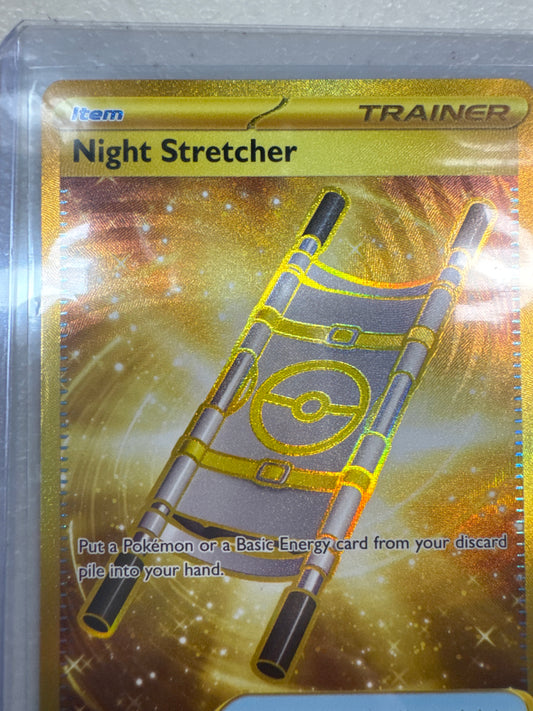 Item
TRAINER
Night Stretcher
Put a Pokémon or a Basic Energy card from your discard
pile into your hand.